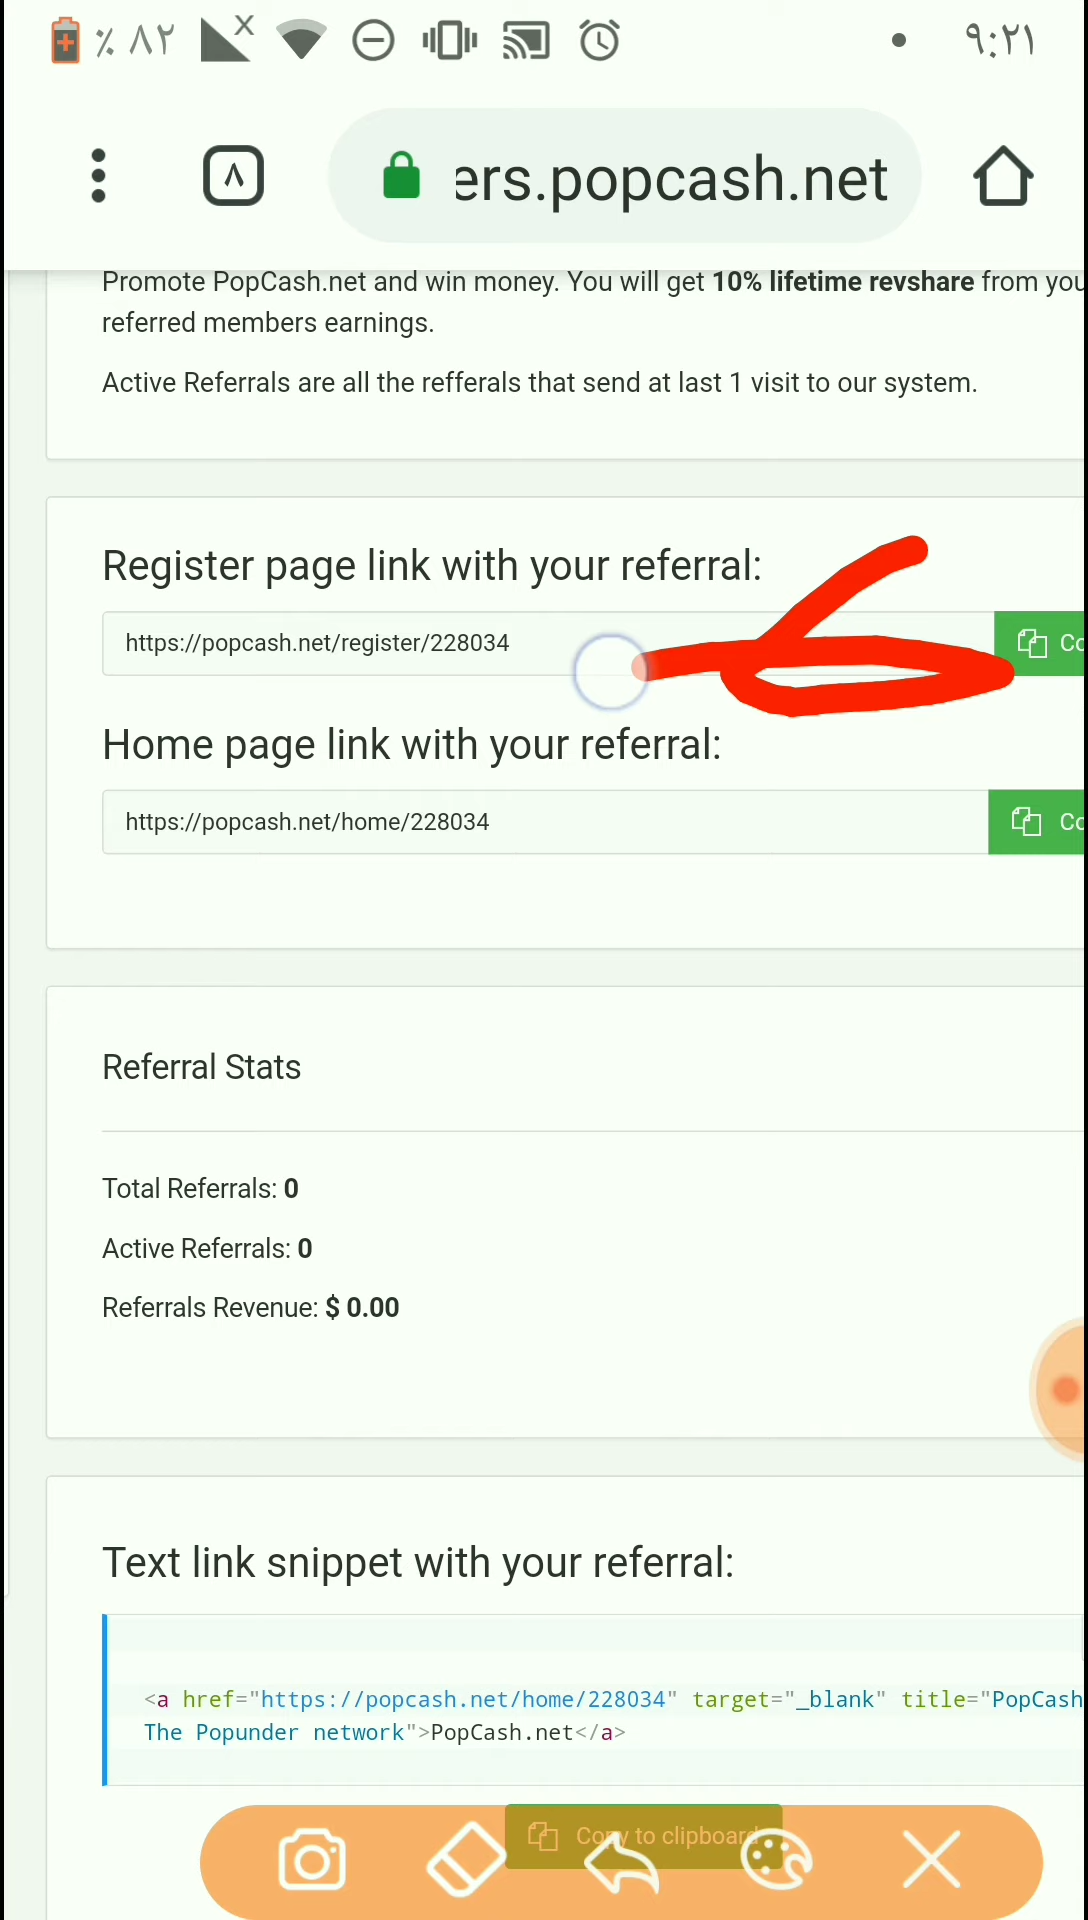 ٪ ٨٢
٩:٢١
٨
ers.popcash.net
Promote PopCash.net and win money. You will get 10% lifetime revshare from you
referred members earnings.
Active Referrals are all the refferals that send at last 1 visit to our system.
Register page link with your referral:
https://popcash.net/register/228034
Co
Home page link with your referral:
https://popcash.net/home/228034
Co
Referral Stats
Total Referrals: 0
Active Referrals: 0
Referrals Revenue: $ 0.00
Text link snippet with your referral:
<a href="https://popcash.net/home/228034" target="_blank" title="PopCash
The Popunder network">PopCash.net</a>
Copy to clipboard